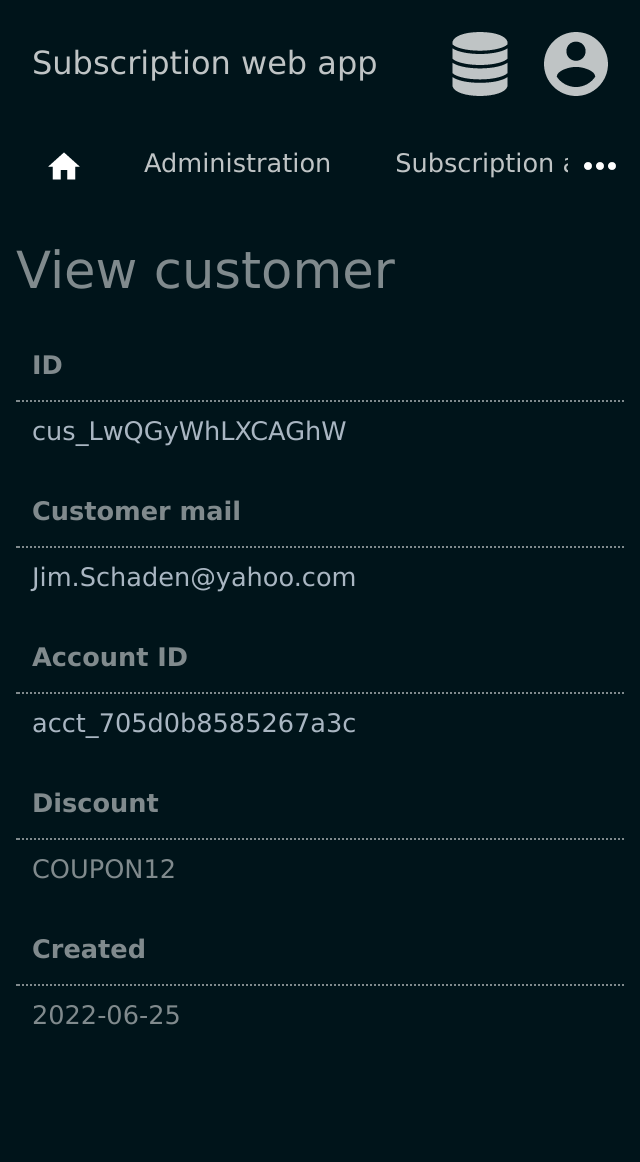 Subscription web app
Administration
Subscription
View customer
ID
cus_LwQGyWhLXCAGhW
Customer mail
Jim.Schaden@yahoo.com
Account ID
acct_705d0b8585267a3c
Discount
COUPON12
Created
2022-06-25